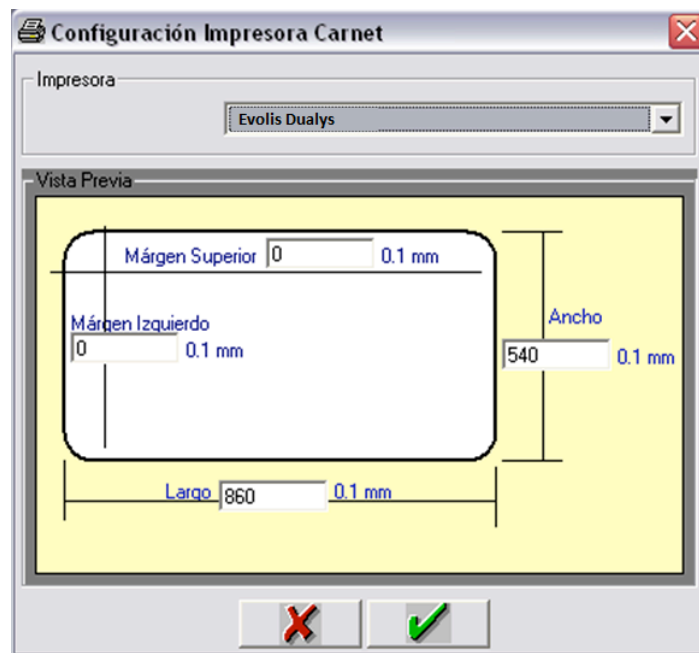 Configuración Impresora Carnet
Impresora
Evolis Dualys
Vista Previa
Márgen Superior 0 0.1 mm
Márgen Izquierdo
0 0.1 mm
Ancho
540 0.1 mm
Largo 860 0.1 mm